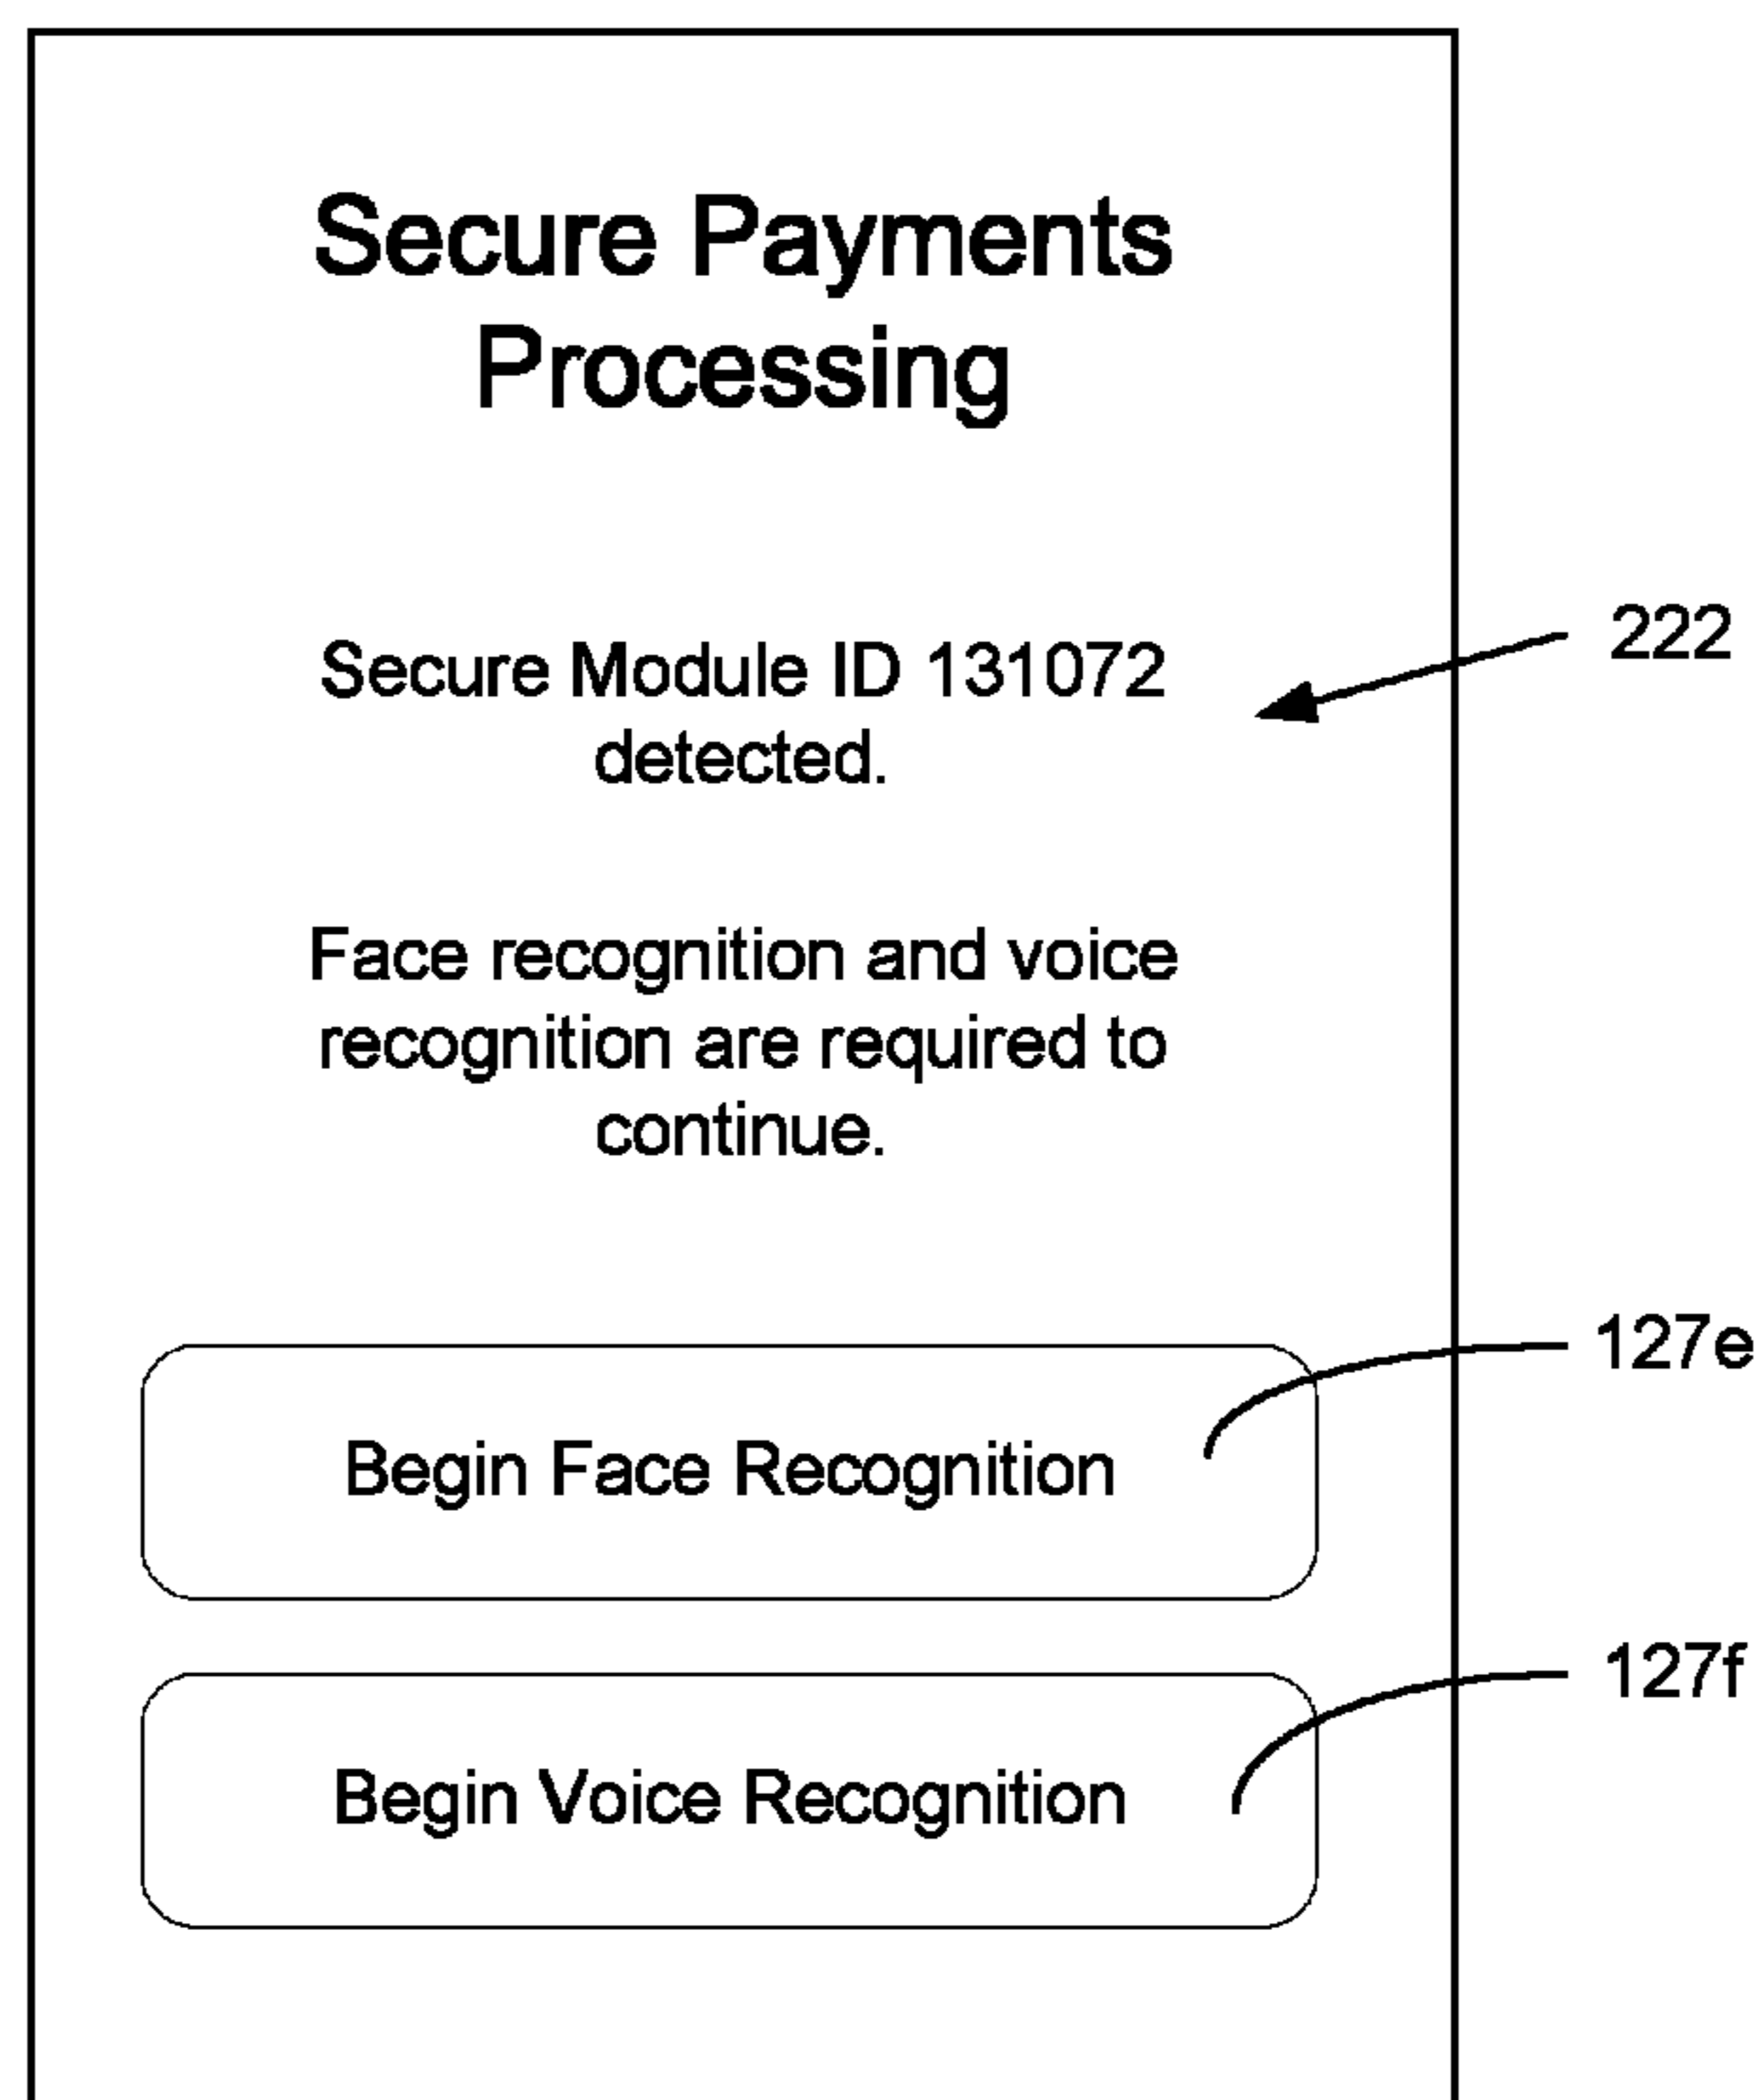 Secure Payments
Processing
Secure Module ID 131072
detected.
222
Face recognition and voice
recognition are required to
continue.
127e
Begin Face Recognition
127f
Begin Voice Recognition